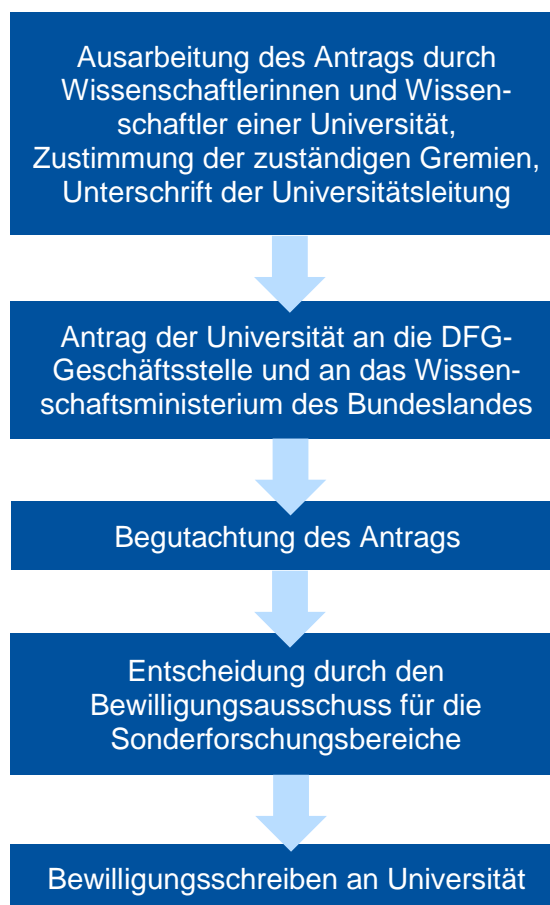 Ausarbeitung des Antrags durch
Wissenschaftlerinnen und Wissen-
schaftler einer Universität,
Zustimmung der zuständigen Gremien,
Unterschrift der Universitätsleitung
Antrag der Universität an die DFG-
Geschäftsstelle und an das Wissen-
schaftsministerium des Bundeslandes
Begutachtung des Antrags
Entscheidung durch den
Bewilligungsausschuss für die
Sonderforschungsbereiche
Bewilligungsschreiben an Universität